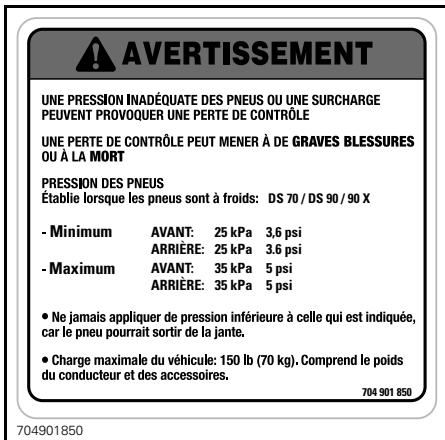 AVERTISSEMENT
UNE PRESSION INADÉQUATE DES PNEUS OU UNE SURCHARGE
PEUVENT PROVOQUER UNE PERTE DE CONTRÔLE
UNE PERTE DE CONTRÔLE PEUT MENER À DE GRAVES BLESSURES
OU À LA MORT
PRESSION DES PNEUS
Établie lorsque les pneus sont à froids: DS 70 / DS 90 / 90 X
- Minimum AVANT: 25 kPa 3,6 psi
ARRIÈRE: 25 kPa 3.6 psi
- Maximum AVANT: 35 kPa 5 psi
ARRIÈRE: 35 kPa 5 psi
• Ne jamais appliquer de pression inférieure à celle qui est indiquée,
car le pneu pourrait sortir de la jante.
• Charge maximale du véhicule: 150 lb (70 kg). Comprend le poids
du conducteur et des accessoires.
704 901 850
704901850